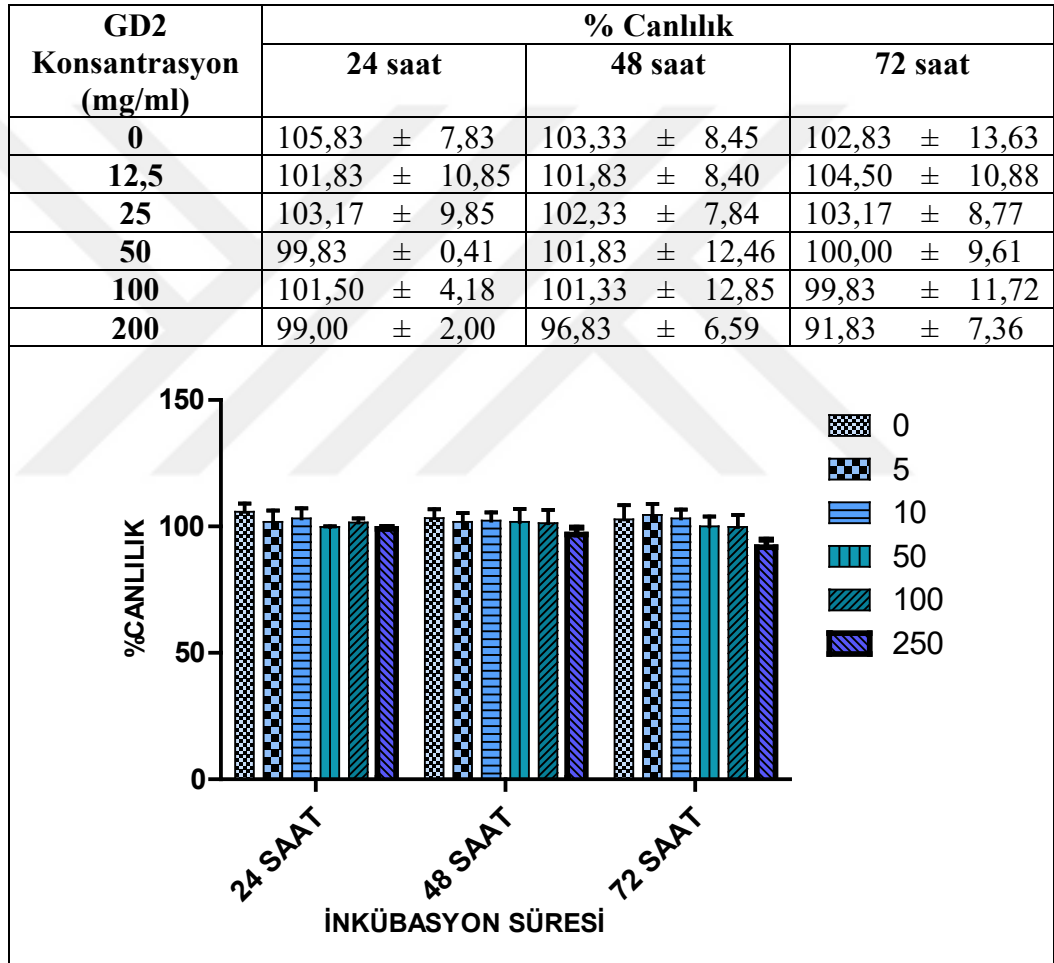 GD2
Konsantrasyon
(mg/ml)
% Canlılık
24 saat 48 saat 72 saat
0 105,83 ± 7,83 103,33 ± 8,45 102,83 ± 13,63
12,5 101,83 ± 10,85 101,83 ± 8,40 104,50 ± 10,88
25 103,17 ± 9,85 102,33 ± 7,84 103,17 ± 8,77
50 99,83 ± 0,41 101,83 ± 12,46 100,00 ± 9,61
100 101,50 ± 4,18 101,33 ± 12,85 99,83 ± 11,72
200 99,00 ± 2,00 96,83 ± 6,59 91,83 ± 7,36
150
100
50
0
%CANLILIK
24 SAAT
48 SAAT
72 SAAT
İNKÜBASYON SÜRESİ
0
5
10
50
100
250